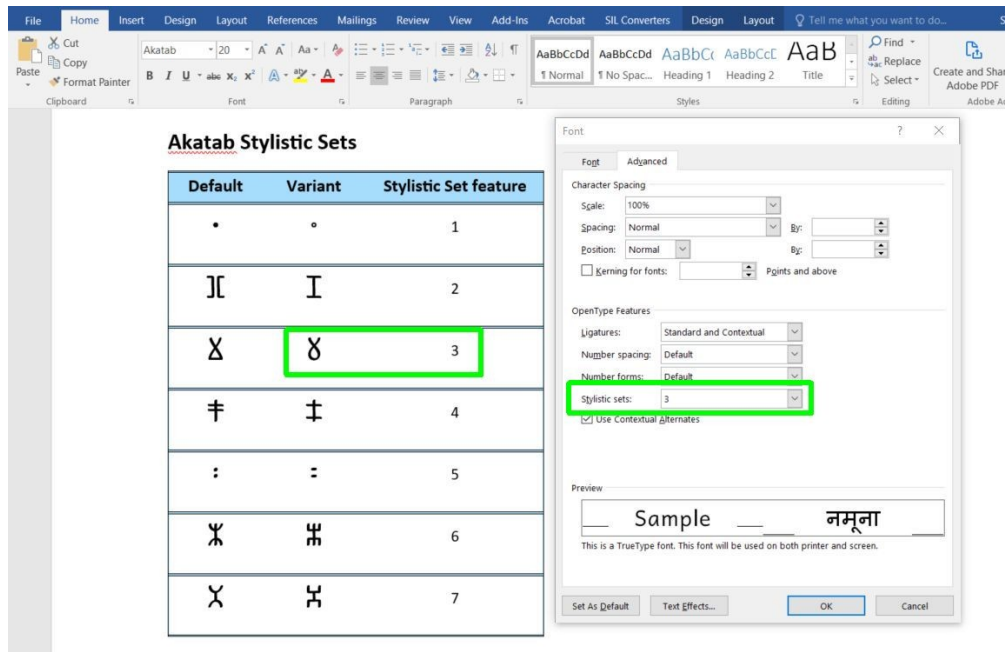 File Home Insert Design Layout References Mailings Review View Add-Ins Acrobat SIL Converters Design Layout Tell me what you want to do...
Cut
Copy
Format Painter
Paste
Clipboard
Akatab 20
B I U abc X₂ X²
Font
Paragraph
AaBbCcDd AaBbCcDd AaBbCc AaBbCcE AaB
¶ Normal ¶ No Spac... Heading 1 Heading 2 Title
Styles
Find
Replace
Select
Editing
Create and Shar
Adobe PDF
Adobe A
Akatab Stylistic Sets
Default Variant Stylistic Set feature
1
2
3
4
5
ⵣ 6
7
Font ? ×
Font Advanced
Character Spacing
Scale: 100%
Spacing: Normal By:
Position: Normal By:
Kerning for fonts: Points and above
OpenType Features
Ligatures: Standard and Contextual
Number spacing: Default
Number forms: Default
Stylistic sets: 3
Use Contextual Alternates
Preview
Sample नमूना
This is a TrueType font. This font will be used on both printer and screen.
Set As Default Text Effects... OK Cancel